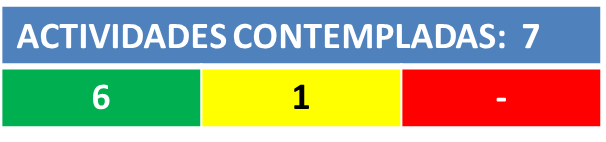 ACTIVIDADES CONTEMPLADAS: 7
6 1 -